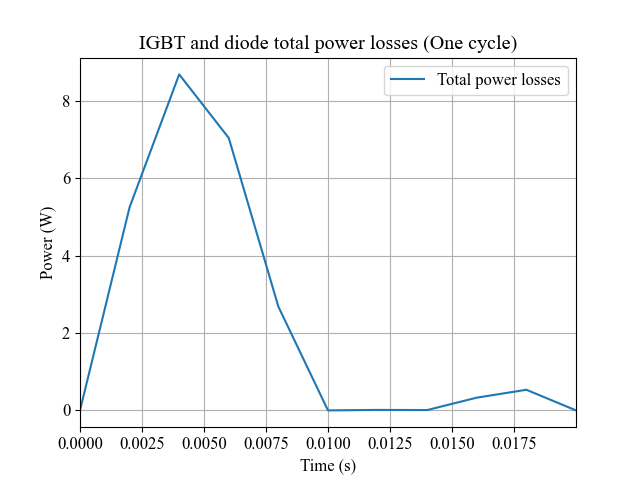 IGBT and diode total power losses (One cycle)
Total power losses
Power (W)
8
6
4
2
0
0.0000 0.0025 0.0050 0.0075 0.0100 0.0125 0.0150 0.0175
Time (s)